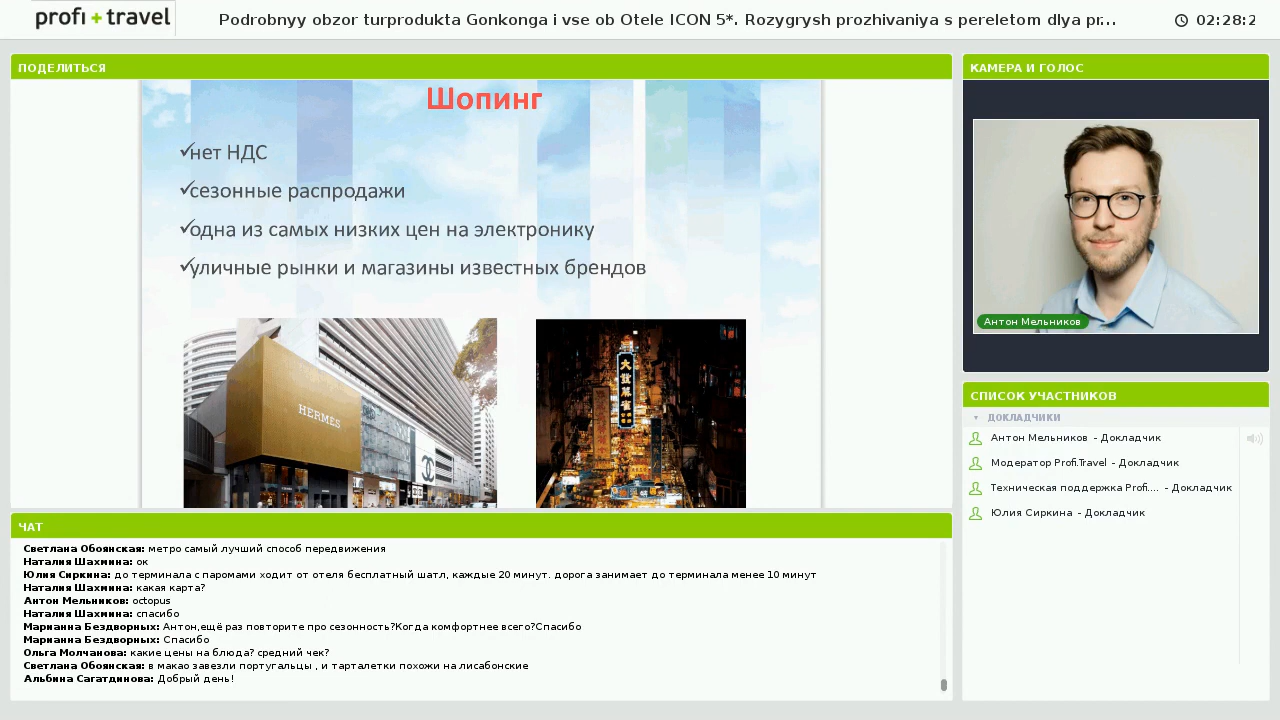 profi + travel
Podrobnyy obzor turprodukta Gonkonga i vse ob Otele ICON 5*. Rozygrysh prozhivaniya s pereletom dlya pr...
02:28:2
ПОДЕЛИТЬСЯ
Шопинг
✓нет НДС
✓сезонные распродажи
✓одна из самых низких цен на электронику
✓уличные рынки и магазины известных брендов
HERMES
CHANEL
大發麻雀
ЧАТ
Светлана Обоянская: метро самый лучший способ передвижения
Наталия Шахмина: ок
Юлия Сиркина: до терминала с паромами ходит от отеля бесплатный шатл, каждые 20 минут. дорога занимает до терминала менее 10 минут
Наталия Шахмина: какая карта?
Антон Мельников: octopus
Наталия Шахмина: спасибо
Марианна Бездворных: Антон,ещё раз повторите про сезонность?Когда комфортнее всего?Спасибо
Марианна Бездворных: Спасибо
Ольга Молчанова: какие цены на блюда? средний чек?
Светлана Обоянская: в макао завезли португальцы , и тарталетки похожи на лисабонские
Альбина Сагатдинова: Добрый день!
КАМЕРА И ГОЛОС
Антон Мельников
СПИСОК УЧАСТНИКОВ
ДОКЛАДЧИКИ
Антон Мельников - Докладчик
Модератор Profi.Travel - Докладчик
Техническая поддержка Profi.... - Докладчик
Юлия Сиркина - Докладчик